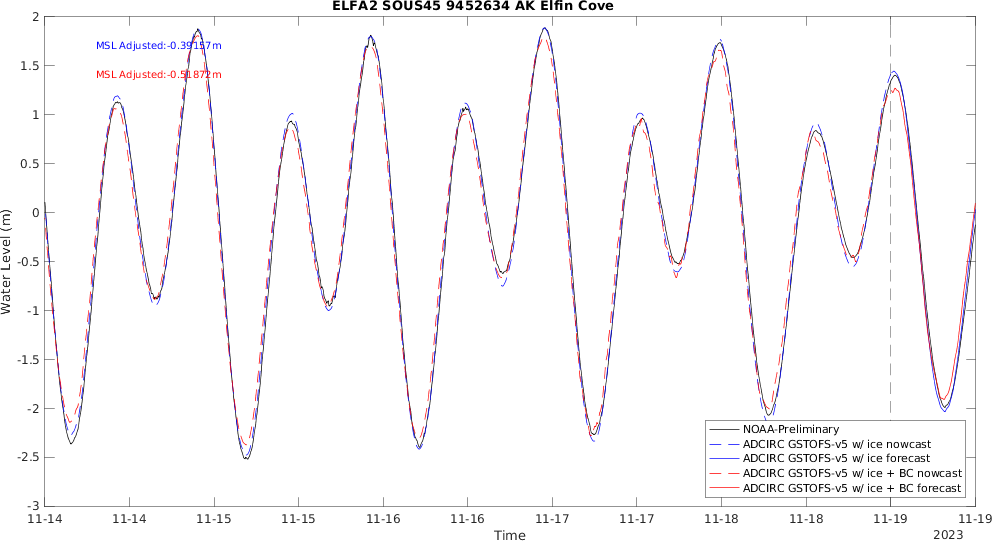 ELFA2 SOUS45 9452634 AK Elfin Cove
MSL Adjusted:-0.39157m
MSL Adjusted:-0.51872m
Water Level (m)
2
1.5
1
0.5
0
-0.5
-1
-1.5
-2
-2.5
-3
NOAA-Preliminary
ADCIRC GSTOFS-v5 w/ ice nowcast
ADCIRC GSTOFS-v5 w/ ice forecast
ADCIRC GSTOFS-v5 w/ ice + BC nowcast
ADCIRC GSTOFS-v5 w/ ice + BC forecast
11-14 11-14 11-15 11-15 11-16 11-16 11-17 11-17 11-18 11-18 11-19 11-19
Time
2023